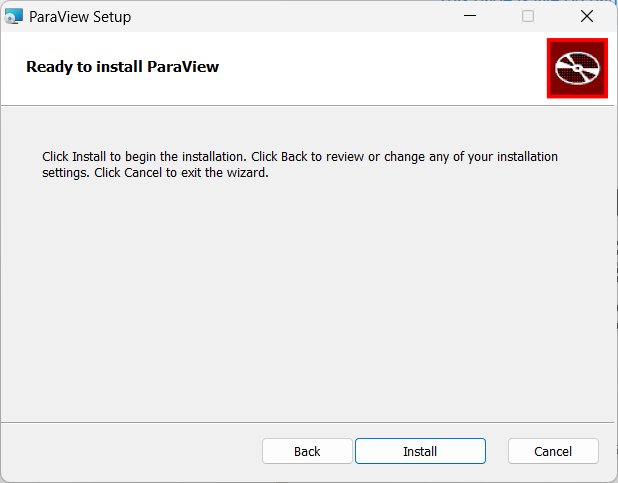 ParaView Setup
Ready to install ParaView
Click Install to begin the installation. Click Back to review or change any of your installation
settings. Click Cancel to exit the wizard.
Back
Install
Cancel